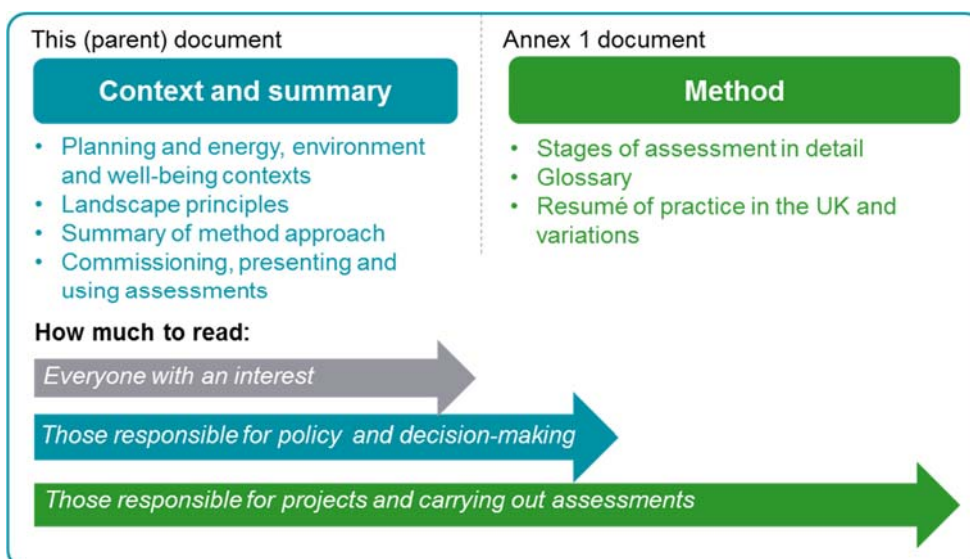 This (parent) document
Context and summary
• Planning and energy, environment
and well-being contexts
• Landscape principles
• Summary of method approach
• Commissioning, presenting and
using assessments
Annex 1 document
Method
• Stages of assessment in detail
• Glossary
• Resumé of practice in the UK and
variations
How much to read:
Everyone with an interest
Those responsible for policy and decision-making
Those responsible for projects and carrying out assessments